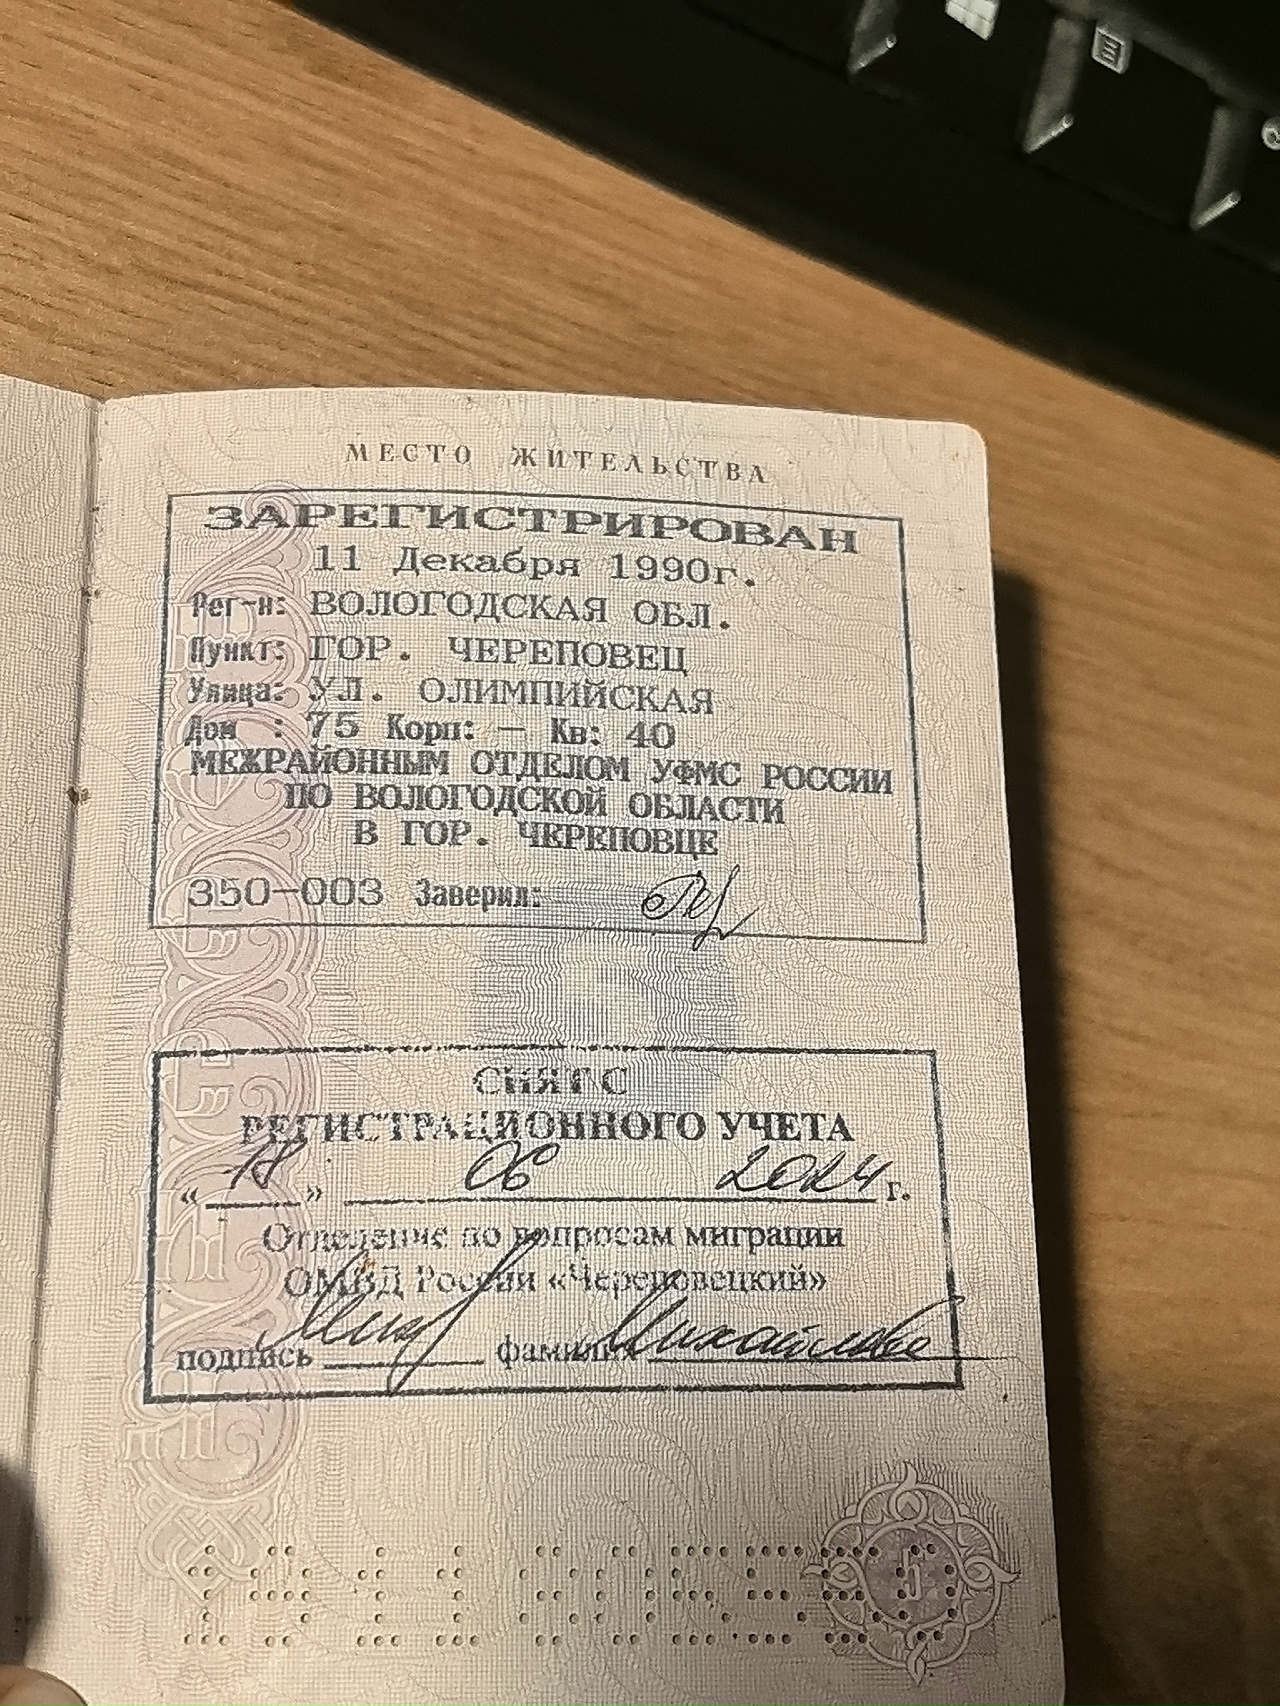 МЕСТО ЖИТЕЛЬСТВА
ЗАРЕГИСТРИРОВАН
11 Декабря 1990г.
Рег-н: ВОЛОГОДСКАЯ ОБЛ.
Пункт: ГОР. ЧЕРЕПОВЕЦ
Улица: УЛ. ОЛИМПИЙСКАЯ
Дом : 75 Корп: - Кв: 40
МЕЖРАЙОННЫМ ОТДЕЛОМ УФМС РОССИИ
ПО ВОЛОГОДСКОЙ ОБЛАСТИ
В ГОР. ЧЕРЕПОВЦЕ
350-003 Заверил:
СНЯТ С
РЕГИСТРАЦИОННОГО УЧЕТА
«18» 06 2024 г.
Отделение по вопросам миграции
ОМВД России «Череповецкий»
подпись фамилия
5